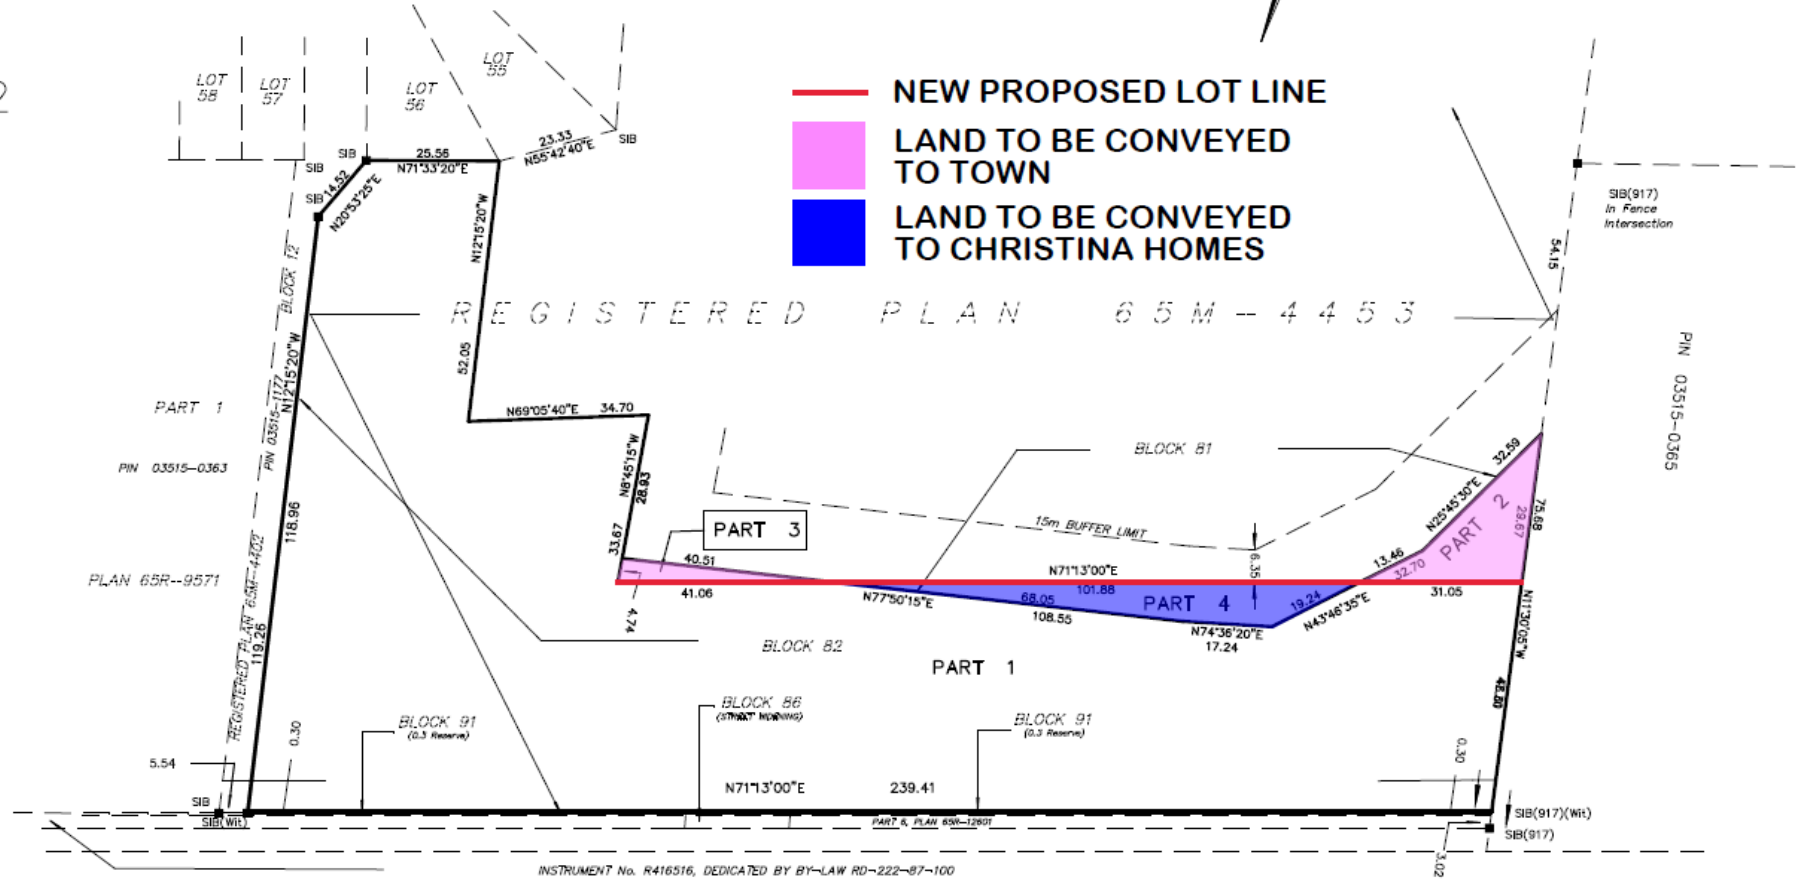 NEW PROPOSED LOT LINE
LAND TO BE CONVEYED
TO TOWN
LAND TO BE CONVEYED
TO CHRISTINA HOMES
LOT
58
LOT
57
LOT
56
LOT
55
SIB
SIB
SIB
SIB
25.56
N71°33'20"E
23.33
N55°42'40"E
14.52
N20°53'25"E
N12°15'20"W
52.05
BLOCK 12
N12°15'20"W
PIN 03515-1177
REGISTERED PLAN 65M-4453
54.15
SIB(917)
In Fence
Intersection
PIN 03515-0365
PART 1
PIN 03515-0363
PLAN 65R-9571
118.96
119.26
REGISTERED PLAN 65M-4402
N69°05'40"E 34.70
N8°45'15"W
28.93
33.67
PART 3
40.51
41.06
4.74
BLOCK 81
15m BUFFER LIMIT
N71°13'00"E
101.88
6.35
N77°50'15"E
68.05
108.55
PART 4
N74°36'20"E
17.24
19.24
N43°46'35"E
13.46
32.70
31.05
N25°45'30"E
32.59
PART 2
75.68
29.67
N11°30'05"W
BLOCK 82
PART 1
BLOCK 86
BLOCK 91
(0.3 Reserve)
BLOCK 91
(0.3 Reserve)
0.30
0.30
5.54
N71°13'00"E 239.41
SIB
SIB(Wit)
PART 6, PLAN 65R-12601
SIB(917)(Wit)
SIB(917)
3.02
INSTRUMENT No. R416516, DEDICATED BY BY-LAW RD-222-87-100